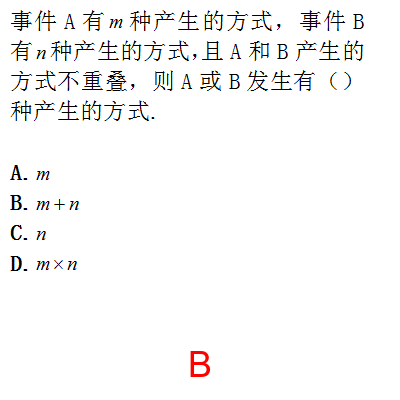 事件 A 有 m 种产生的方式，事件 B
有 n 种产生的方式,且 A 和 B 产生的
方式不重叠，则 A 或 B 发生有（）
种产生的方式.
A. m
B. m + n
C. n
D. m × n
B